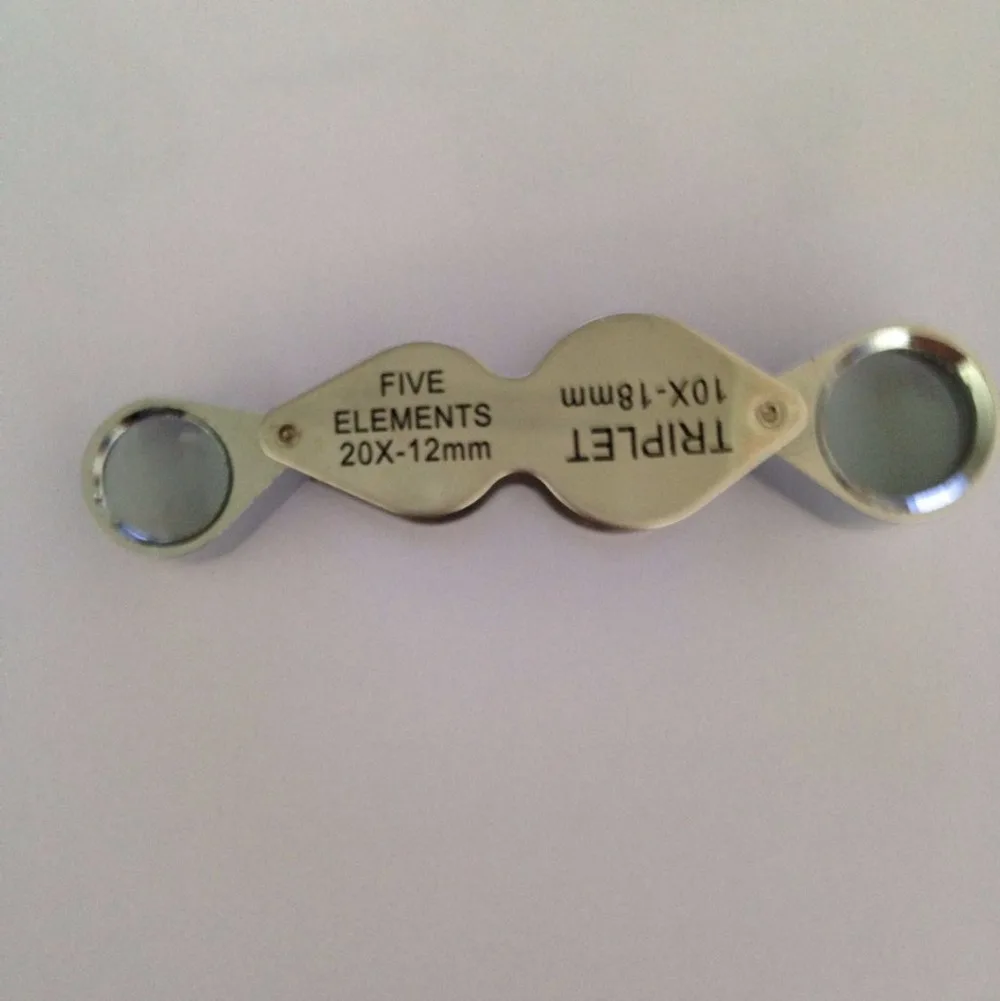 FIVE
ELEMENTS
20X-12mm
TRIPLET
10X-18mm